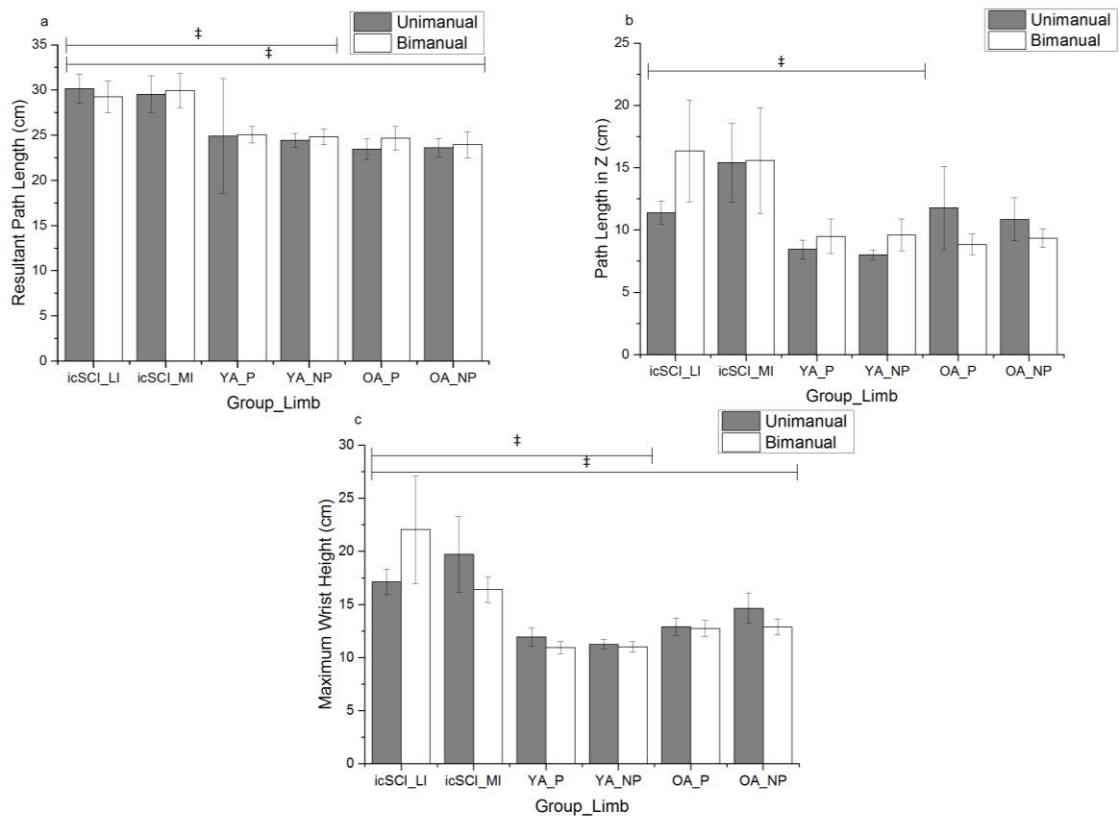 a
Unimanual
Bimanual
‡
‡
35
30
25
20
15
10
5
0
Resultant Path Length (cm)
icSCI_LI icSCI_MI YA_P YA_NP OA_P OA_NP
Group_Limb
b
Unimanual
Bimanual
‡
25
20
15
10
5
0
Path Length in Z (cm)
icSCI_LI icSCI_MI YA_P YA_NP OA_P OA_NP
Group_Limb
c
Unimanual
Bimanual
‡
‡
30
25
20
15
10
5
0
Maximum Wrist Height (cm)
icSCI_LI icSCI_MI YA_P YA_NP OA_P OA_NP
Group_Limb